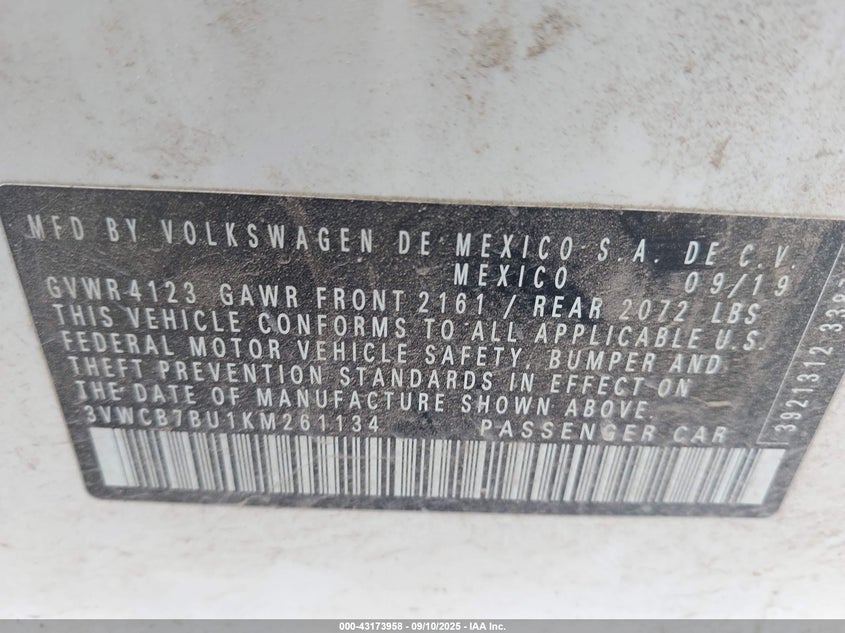 MFD BY VOLKSWAGEN DE MEXICO S.A. DE C.V.
MEXICO 09/19
GVWR4123 GAWR FRONT 2161 / REAR 2072 LBS
THIS VEHICLE CONFORMS TO ALL APPLICABLE U.S.
FEDERAL MOTOR VEHICLE SAFETY, BUMPER AND
THEFT PREVENTION STANDARDS IN EFFECT ON
THE DATE OF MANUFACTURE SHOWN ABOVE.
3VWCB7BU1KM261134 PASSENGER CAR
3921312
000-43173958 - 09/10/2025 - IAA Inc.